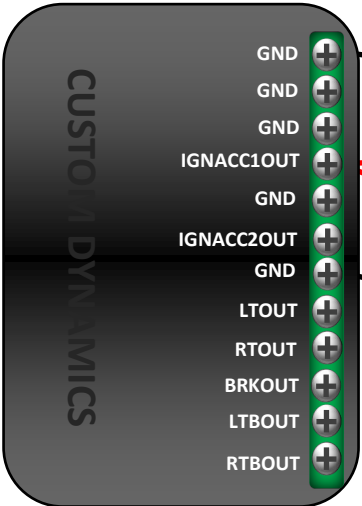 CUSTOM DYNAMICS
GND
GND
GND
IGNACC1OUT
GND
IGNACC2OUT
GND
LTOUT
RTOUT
BRKOUT
LTBOUT
RTBOUT